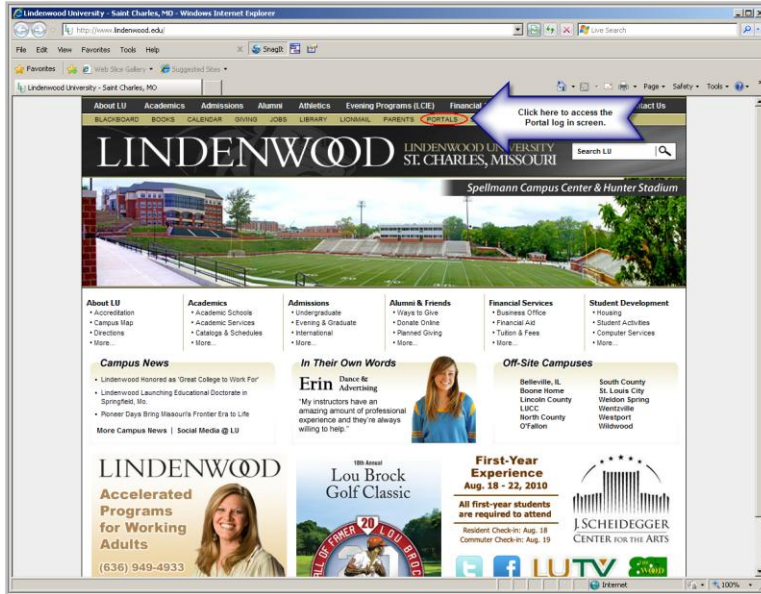 Lindenwood University - Saint Charles, MO - Windows Internet Explorer
http://www.lindenwood.edu/
Live Search
File Edit View Favorites Tools Help
SnagIt
Favorites Web Slice Gallery Suggested Sites
Lindenwood University - Saint Charles, MO
Page Safety Tools
About LU Academics Admissions Alumni Athletics Evening Programs (LCIE) Financial
Click here to access the
Portal log in screen.
BLACKBOARD BOOKS CALENDAR GIVING JOBS LIBRARY LIONMAIL PARENTS PORTALS
LINDENWOOD
LINDENWOOD UNIVERSITY
ST. CHARLES, MISSOURI
Search LU
Spellmann Campus Center & Hunter Stadium
About LU
• Accreditation
• Campus Map
• Directions
• More...
Academics
• Academic Schools
• Academic Services
• Catalogs & Schedules
• More...
Admissions
• Undergraduate
• Evening & Graduate
• International
• More...
Alumni & Friends
• Ways to Give
• Donate Online
• Planned Giving
• More...
Financial Services
• Business Office
• Financial Aid
• Tuition & Fees
• More...
Student Development
• Housing
• Student Activities
• Computer Services
• More...
Campus News
• Lindenwood Honored as 'Great College to Work For'
• Lindenwood Launching Educational Doctorate in
Springfield, Mo.
• Pioneer Days Bring Missouri's Frontier Era to Life
More Campus News | Social Media @ LU
In Their Own Words
Erin Dance &
Advertising
"My instructors have an
amazing amount of professional
experience and they're always
willing to help."
Off-Site Campuses
Belleville, IL
Boone Home
Lincoln County
LUCC
North County
O'Fallon
South County
St. Louis City
Weldon Spring
Wentzville
Westport
Wildwood
LINDENWOOD
Accelerated
Programs
for Working
Adults
(636) 949-4933
18th Annual
Lou Brock
Golf Classic
HALL OF FAMER 20 LOU BROC
First-Year
Experience
Aug. 18 - 22, 2010
All first-year students
are required to attend
Resident Check-in: Aug. 18
Commuter Check-in: Aug. 19
J. SCHEIDEGGER
CENTER FOR THE ARTS
LUTV
Internet
100%